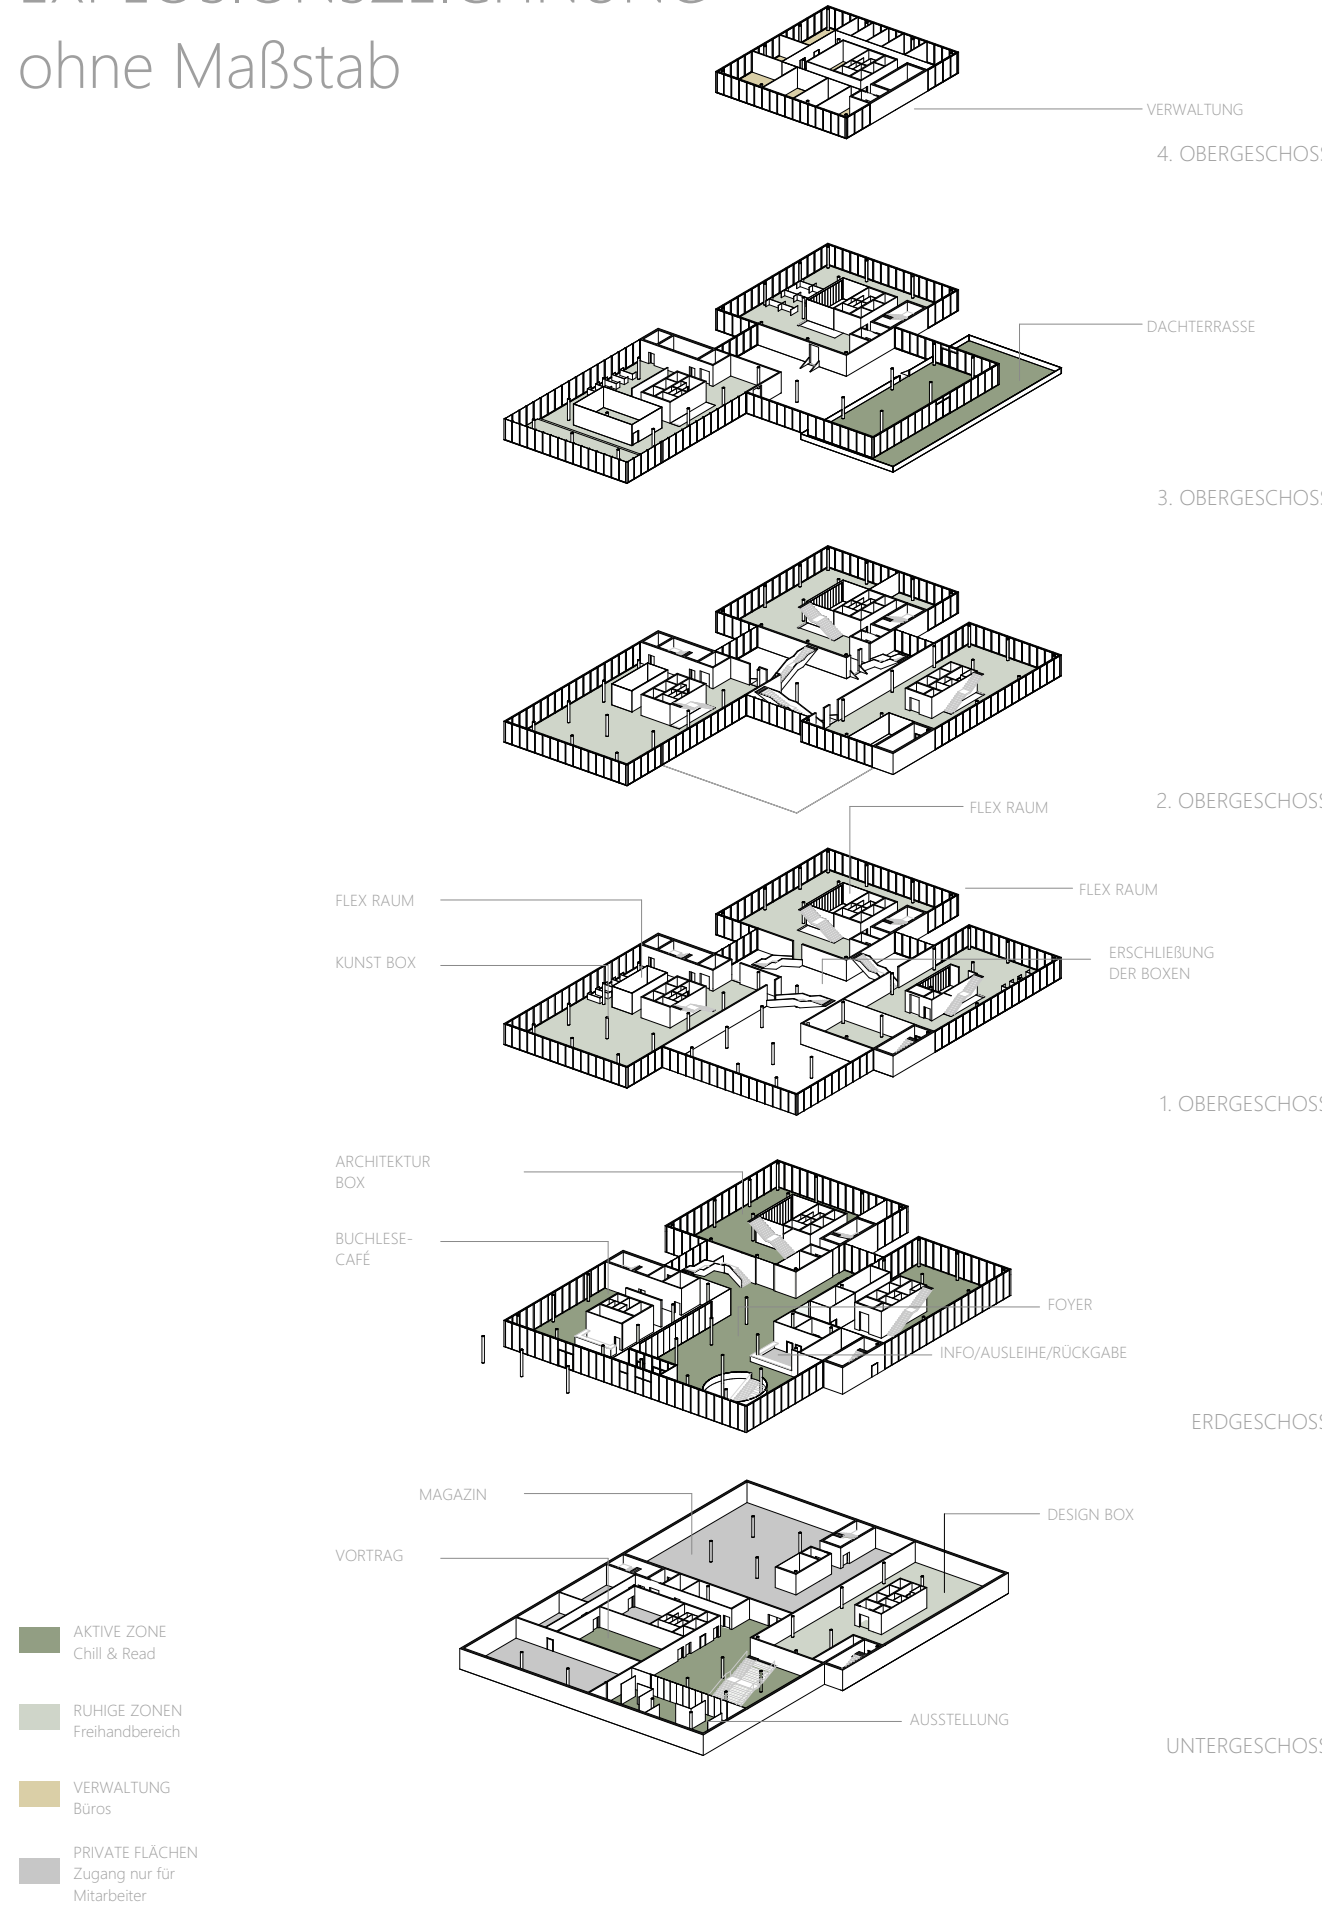 EXPLOSIONSZEICHNUNG
ohne Maßstab
VERWALTUNG
4. OBERGESCHOSS
DACHTERRASSE
3. OBERGESCHOSS
2. OBERGESCHOSS
FLEX RAUM
FLEX RAUM
FLEX RAUM
KUNST BOX
ERSCHLIEßUNG
DER BOXEN
1. OBERGESCHOSS
ARCHITEKTUR
BOX
BUCHLESE-
CAFÉ
FOYER
INFO/AUSLEIHE/RÜCKGABE
ERDGESCHOSS
MAGAZIN
DESIGN BOX
VORTRAG
AUSSTELLUNG
UNTERGESCHOSS
AKTIVE ZONE
Chill & Read
RUHIGE ZONEN
Freihandbereich
VERWALTUNG
Büros
PRIVATE FLÄCHEN
Zugang nur für
Mitarbeiter